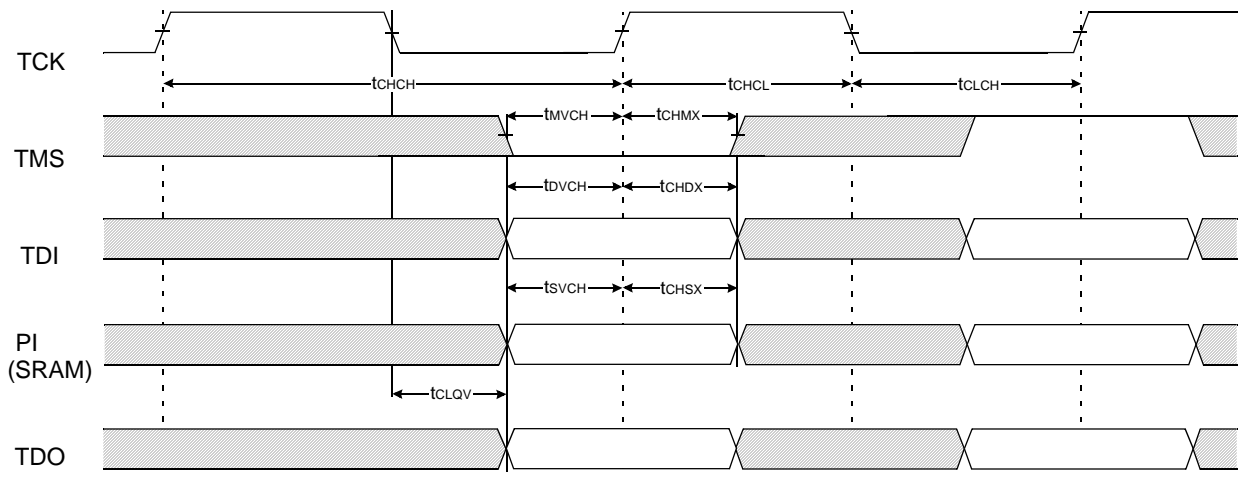 TCK
tCHCH
tCHCL
tCLCH
tMVCH
tCHMX
TMS
tDVCH
tCHDX
TDI
tSVCH
tCHSX
PI
(SRAM)
tCLQV
TDO